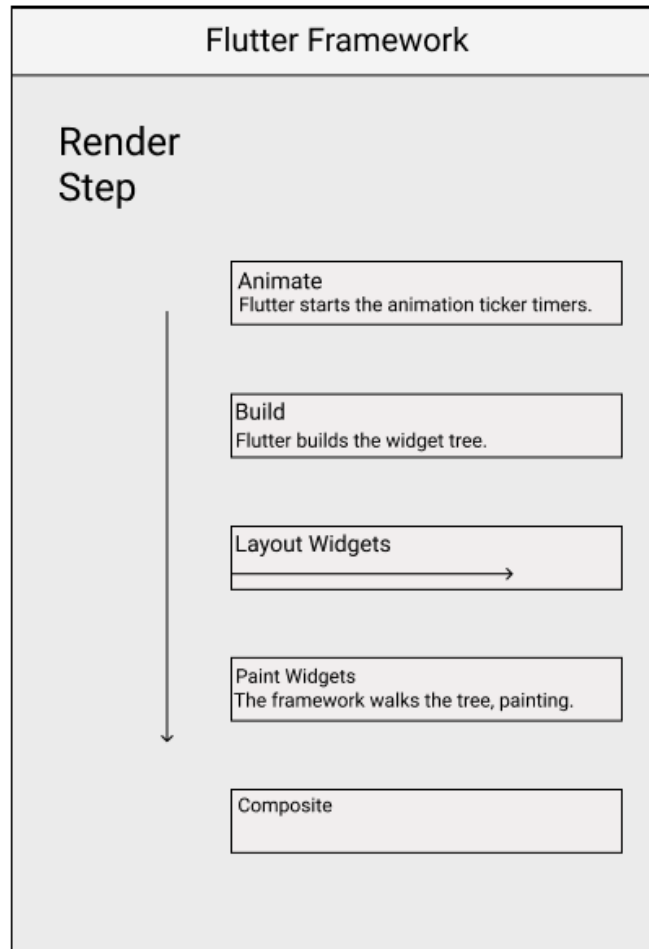 Flutter Framework
Render
Step
Animate
Flutter starts the animation ticker timers.
Build
Flutter builds the widget tree.
Layout Widgets
Paint Widgets
The framework walks the tree, painting.
Composite